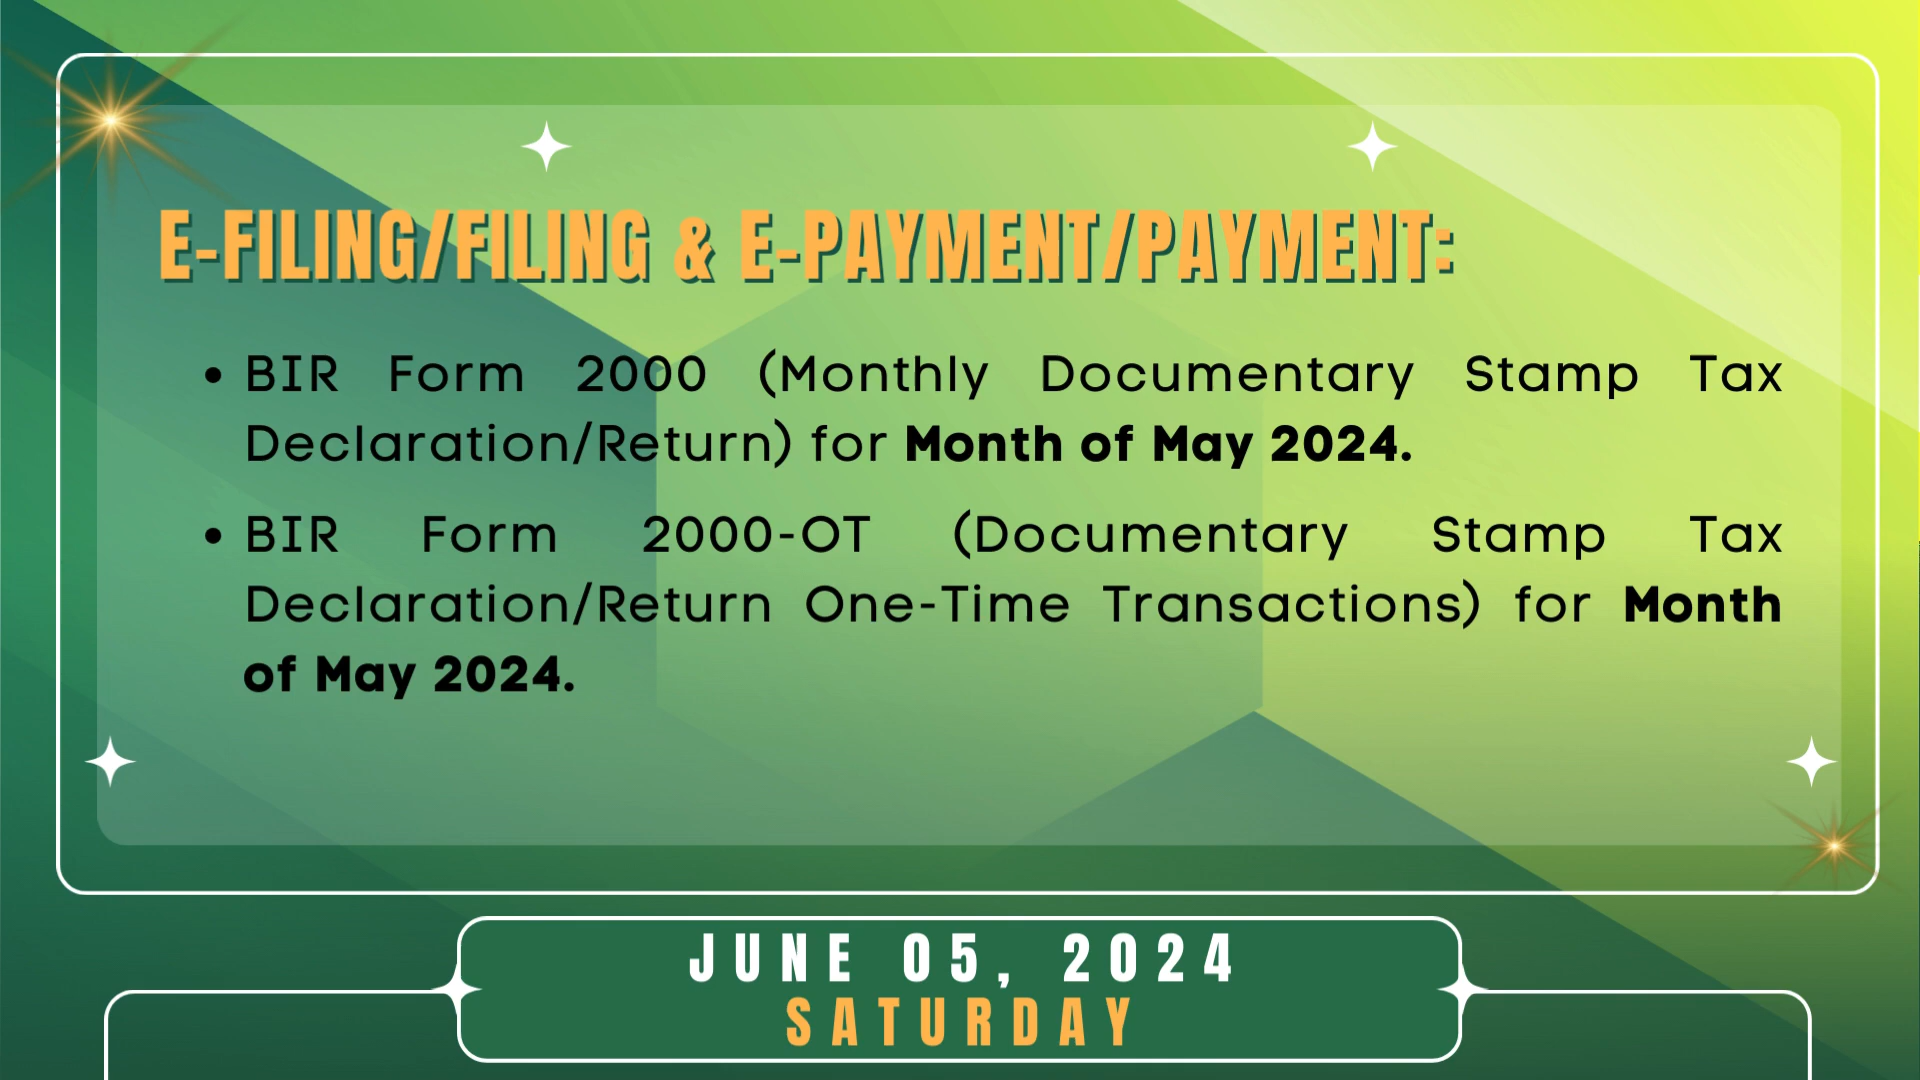 E-FILING/FILING & E-PAYMENT/PAYMENT:
• BIR Form 2000 (Monthly Documentary Stamp Tax
Declaration/Return) for Month of May 2024.
• BIR Form 2000-OT (Documentary Stamp Tax
Declaration/Return One-Time Transactions) for Month
of May 2024.
JUNE 05, 2024
SATURDAY